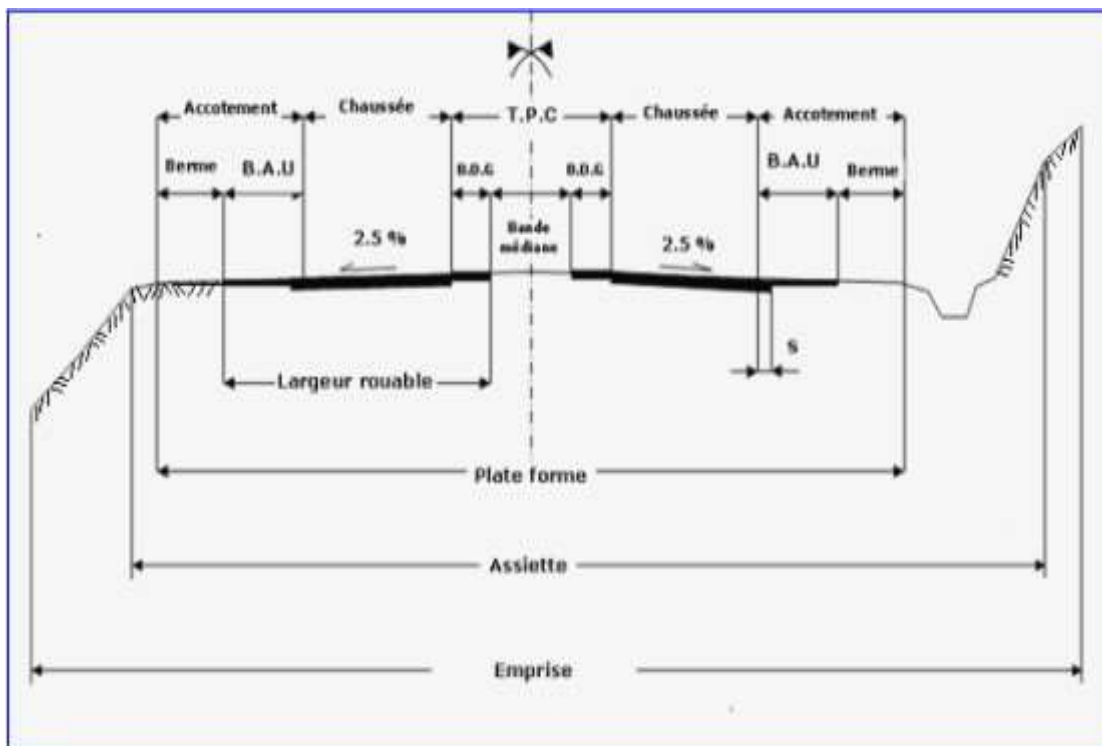 Accotement Chaussée T.P.C Chaussée Accotement
Berme B.A.U B.D.G B.D.G B.A.U Berme
Bande
médiane
2.5 % 2.5 %
S
Largeur rouable
Plate forme
Assiette
Emprise